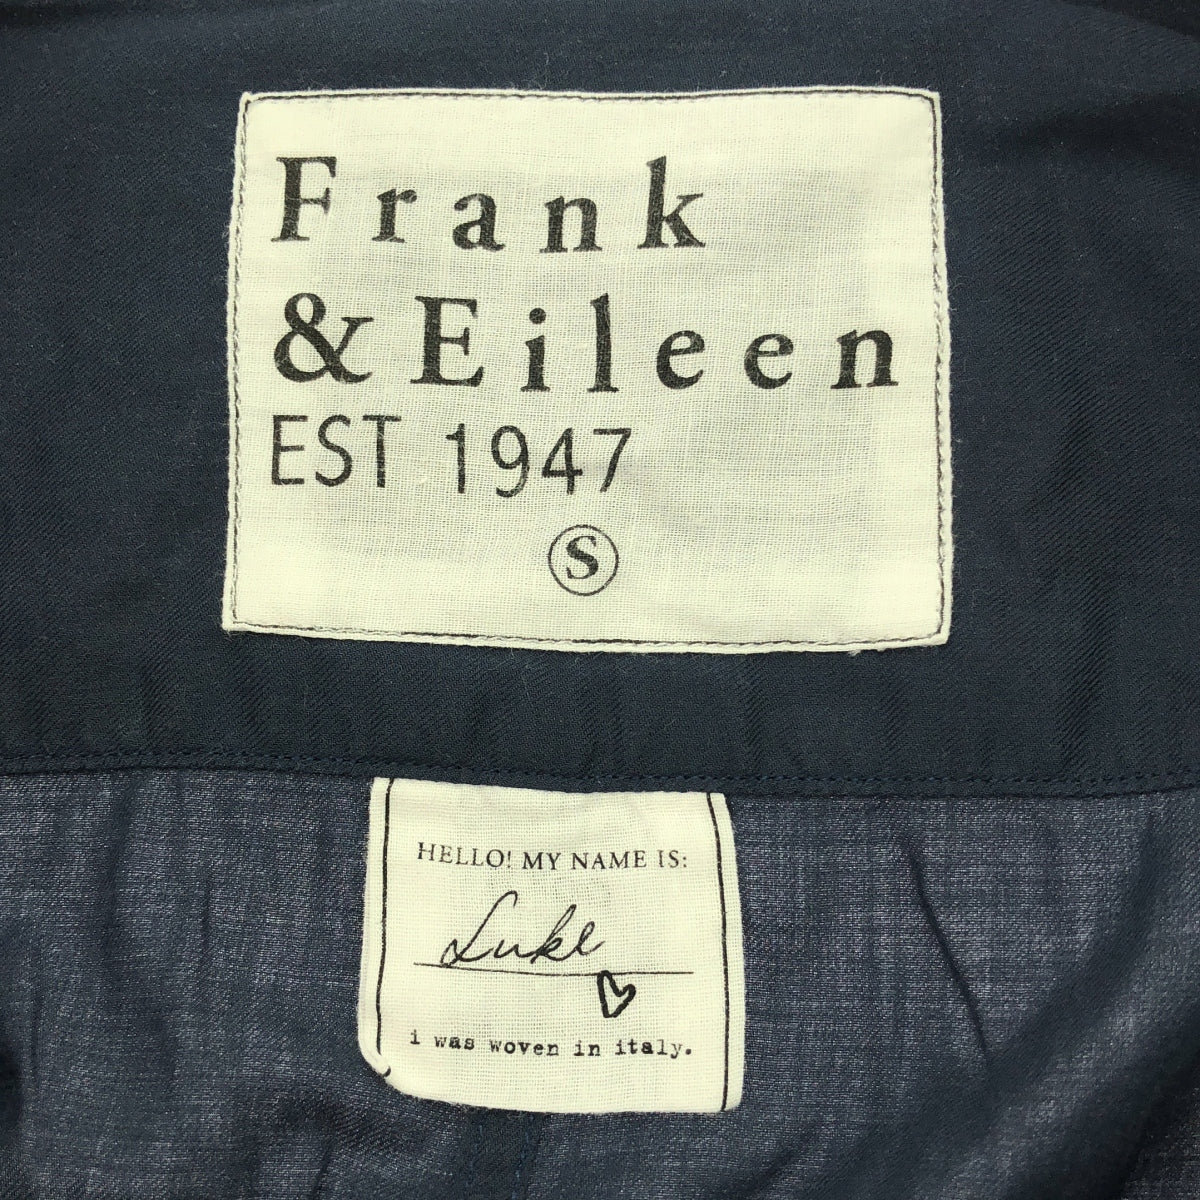 Frank
& Eileen
EST 1947
S
HELLO! MY NAME IS:
Luke
i was woven in italy.